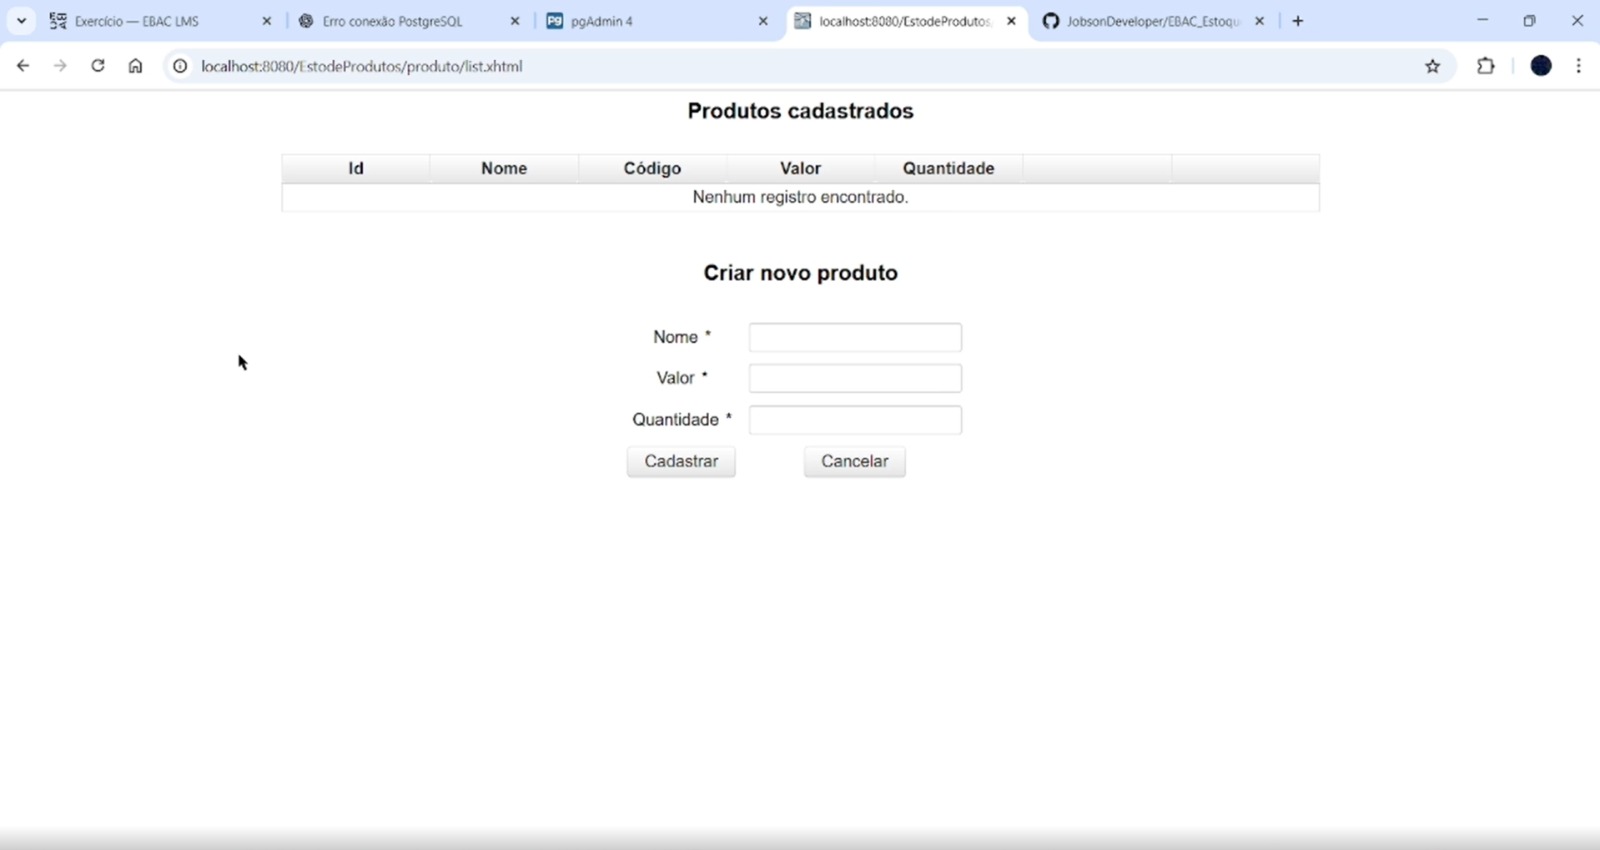 Exercício — EBAC LMS
Erro conexão PostgreSQL
pgAdmin 4
localhost:8080/EstodeProdutos
JobsonDeveloper/EBAC_Estoqu
localhost:8080/EstodeProdutos/produto/list.xhtml
Produtos cadastrados
Id Nome Código Valor Quantidade
Nenhum registro encontrado.
Criar novo produto
Nome *
Valor *
Quantidade *
Cadastrar Cancelar